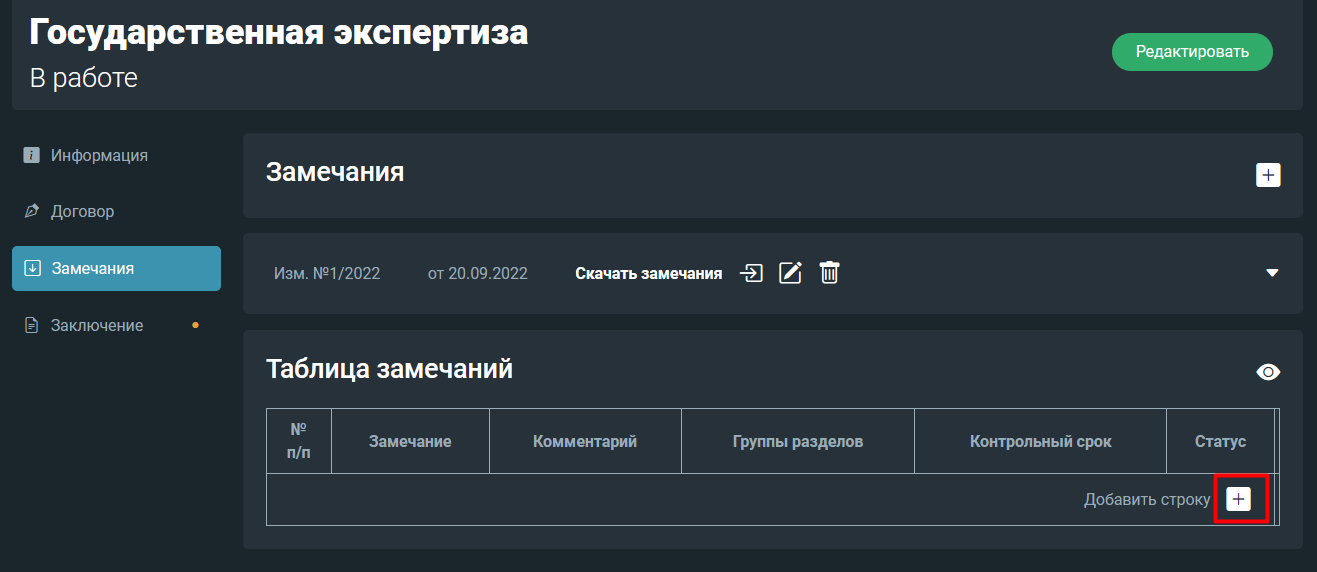 Государственная экспертиза
В работе
Редактировать
Информация
Договор
Замечания
Заключение
Замечания
Изм. №1/2022 от 20.09.2022 Скачать замечания
Таблица замечаний
№ п/п Замечание Комментарий Группы разделов Контрольный срок Статус
Добавить строку